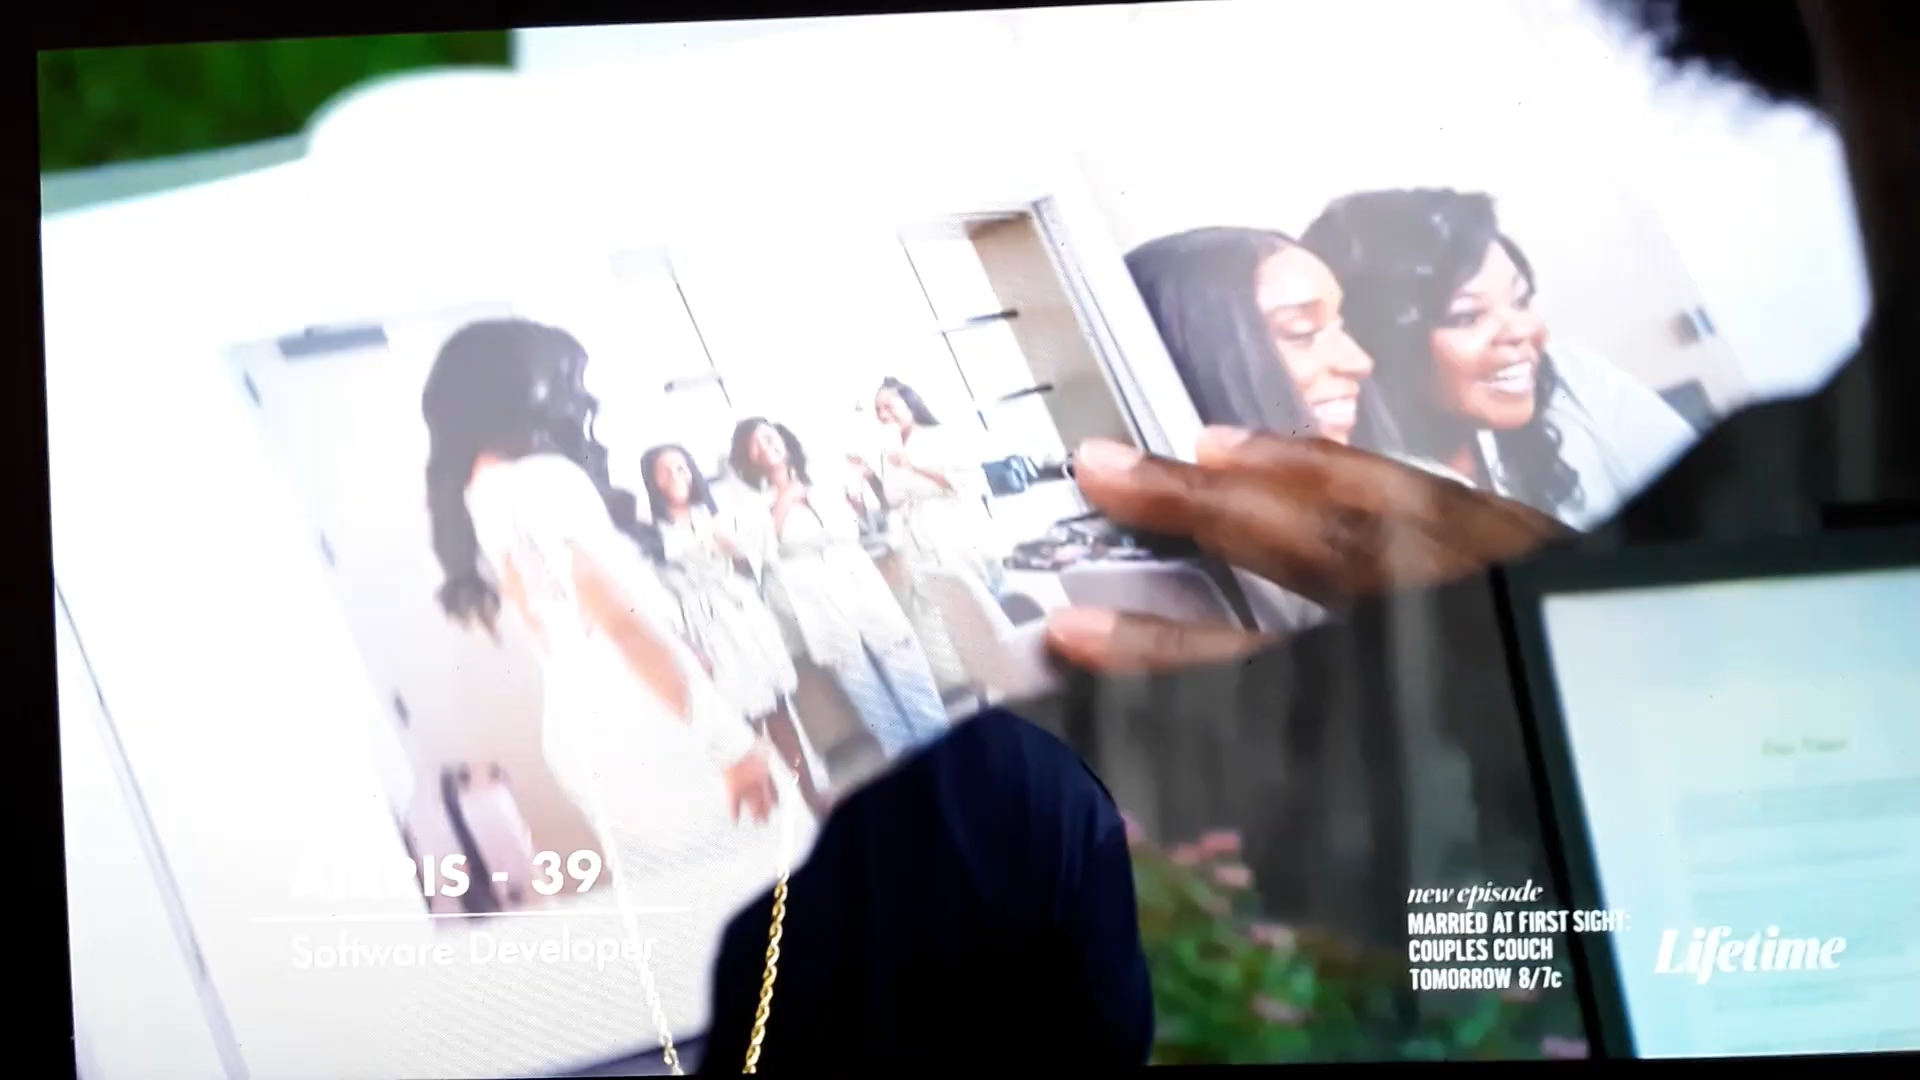 - 39
Software Developer
new episode
MARRIED AT FIRST SIGHT:
COUPLES COUCH
TOMORROW 8/7c
Lifetime